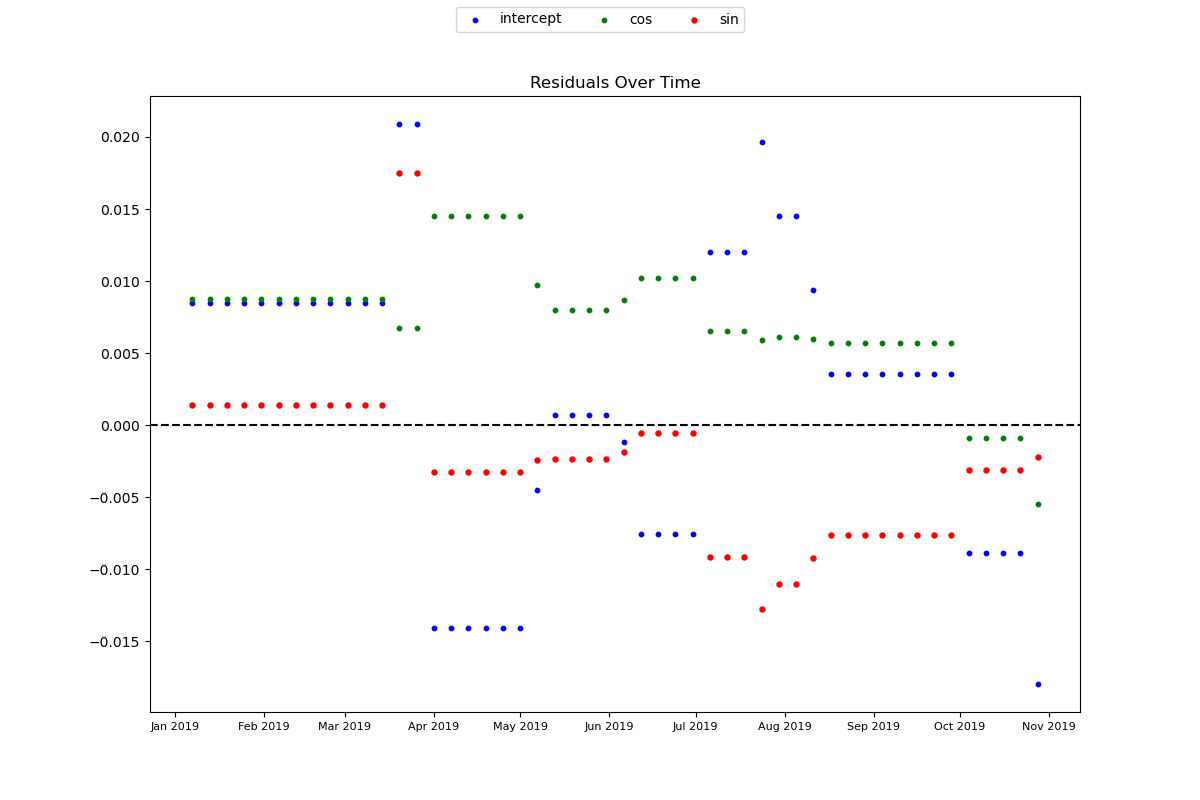 intercept cos sin
Residuals Over Time
0.020
0.015
0.010
0.005
0.000
−0.005
−0.010
−0.015
Jan 2019 Feb 2019 Mar 2019 Apr 2019 May 2019 Jun 2019 Jul 2019 Aug 2019 Sep 2019 Oct 2019 Nov 2019